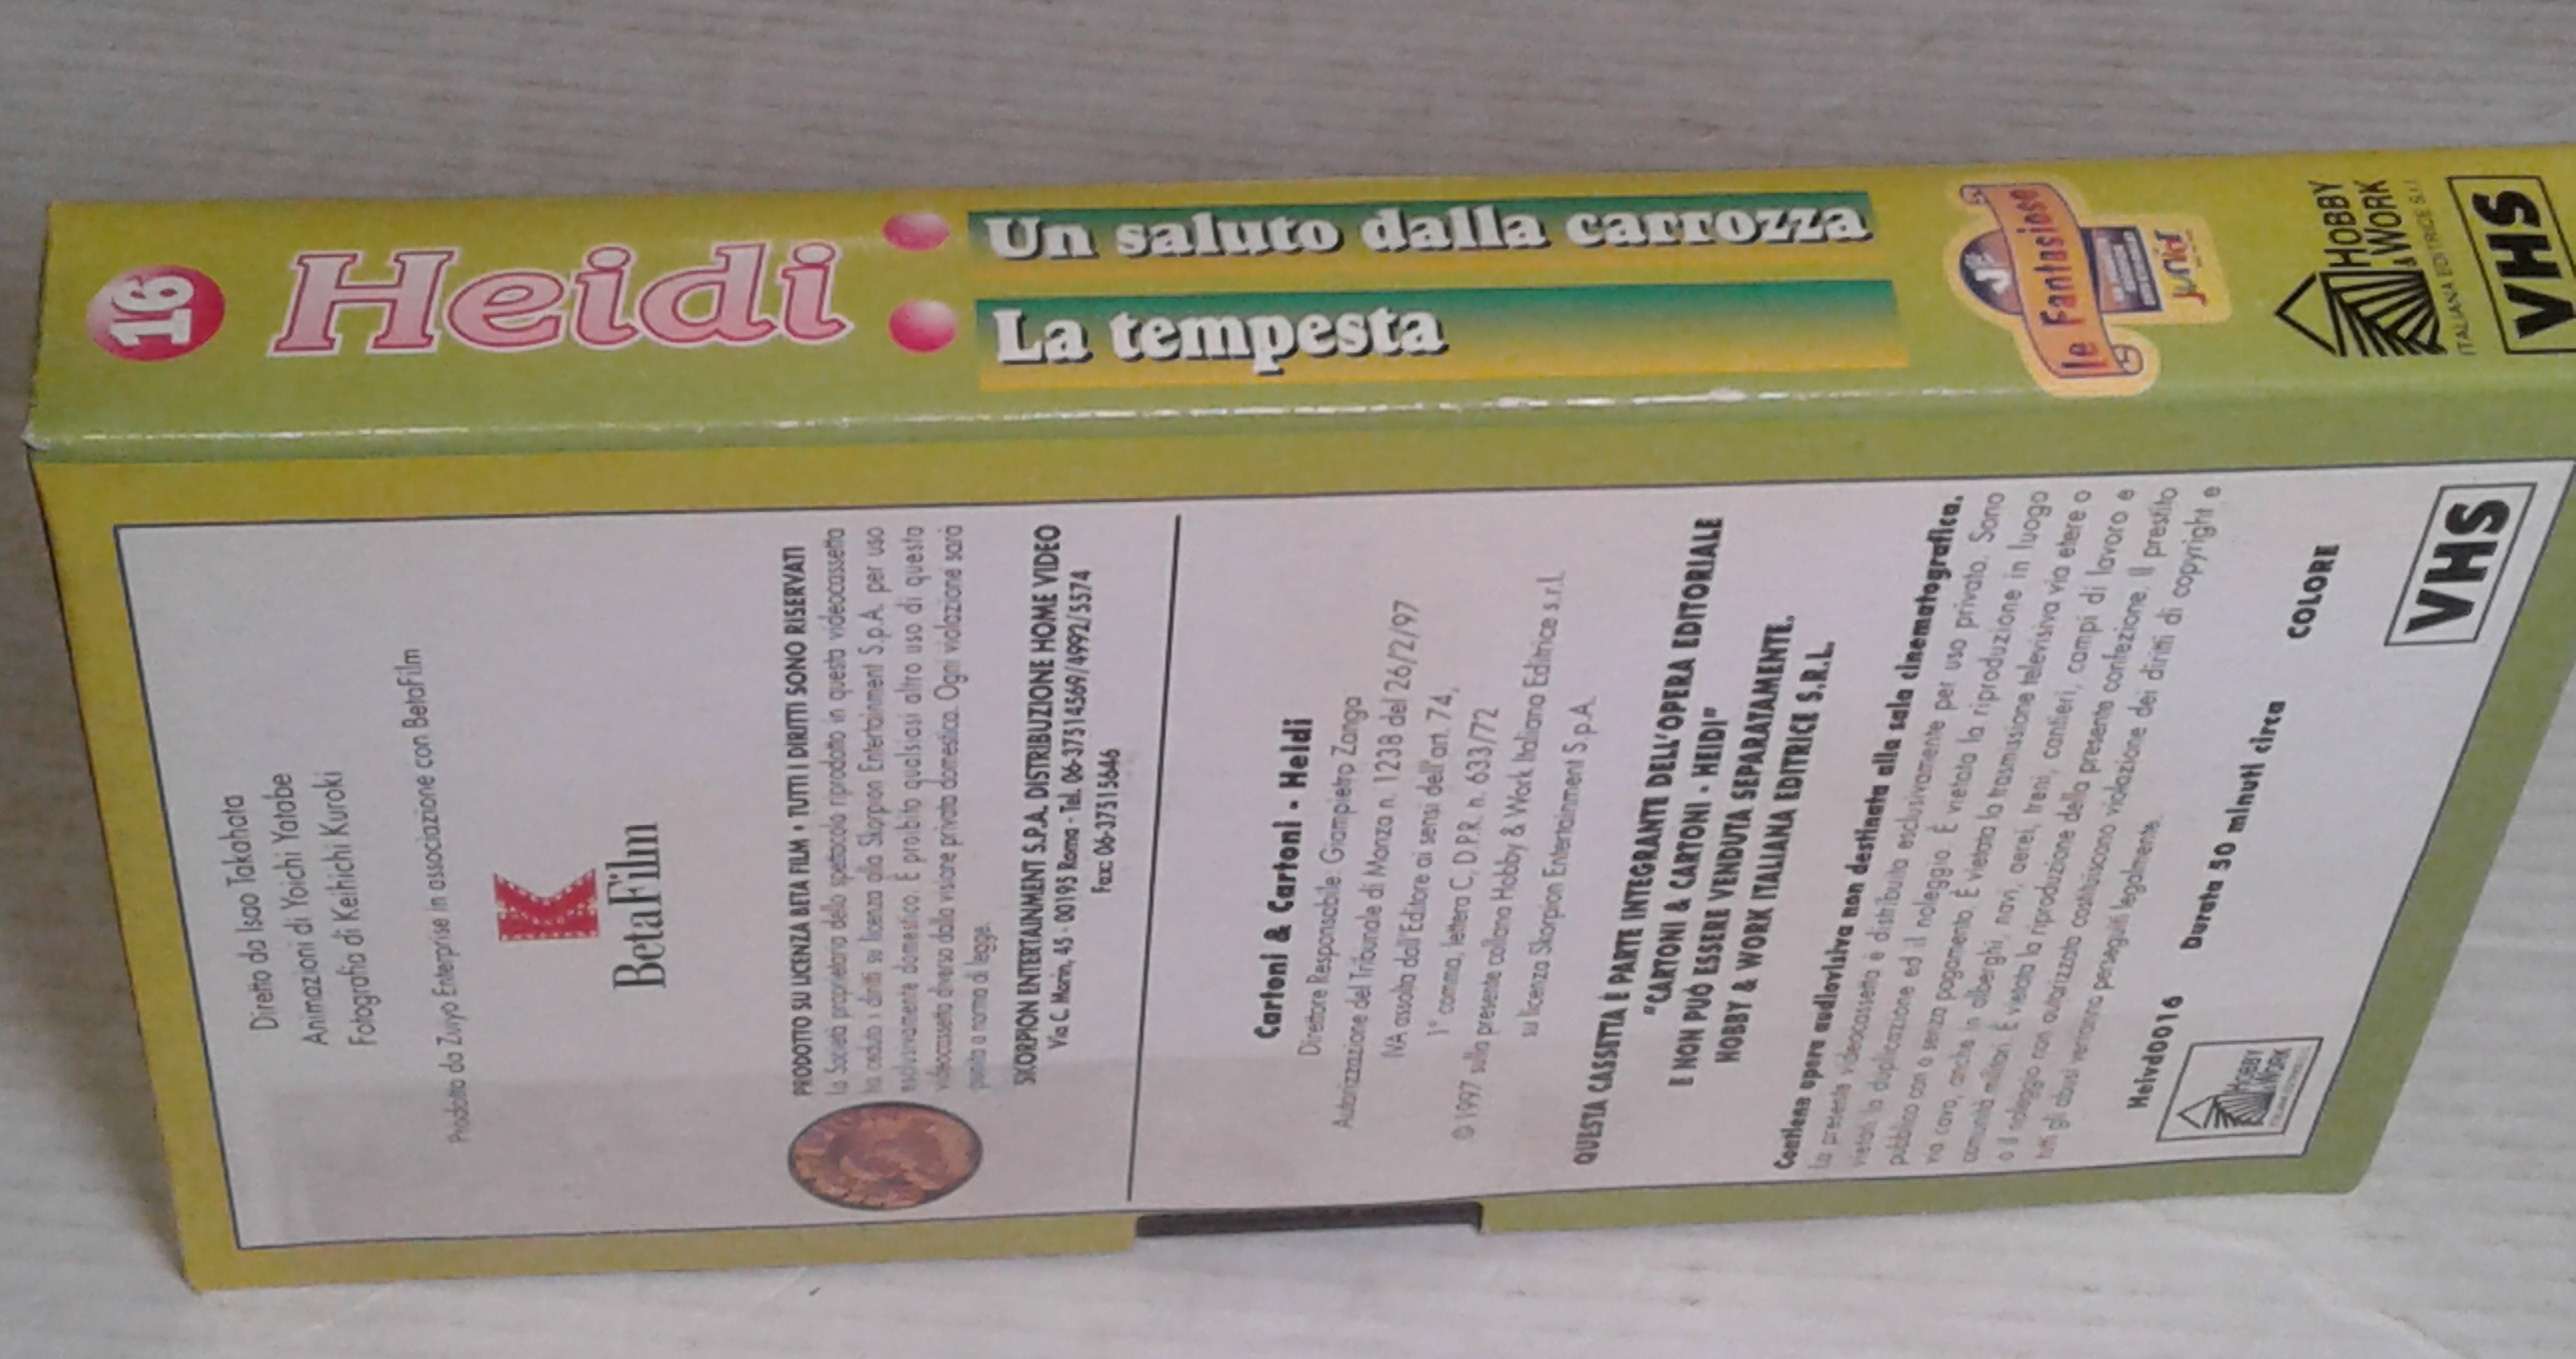 16
Heidi
Un saluto dalla carrozza
La tempesta
le Fantasiose
JUNIOR
HOBBY
& WORK
ITALIANA EDITRICE S.r.l.
VHS
Diretto da Isao Takahata
Animazioni di Yoichi Yatabe
Fotografia di Keihichi Kuroki
Prodotto da Zuiyo Enterprise in associazione con BetaFilm
K
BetaFilm
PRODOTTO SU LICENZA BETA FILM • TUTTI I DIRITTI SONO RISERVATI
La Società proprietaria dello spettacolo riprodotto in questa videocassetta
ha ceduto i diritti su licenza alla Skorpion Entertainment S.p.A. per uso
esclusivamente domestico. È proibito qualsiasi altro uso di questa
videocassetta diverso dalla visione privata domestica. Ogni violazione sarà
punita a norma di legge.
SKORPION ENTERTAINMENT S.P.A. DISTRIBUZIONE HOME VIDEO
Via C. Morin, 45 - 00195 Roma - Tel. 06-37514569/4992/5574
Fax: 06-37515646
Cartoni & Cartoni - Heidi
Direttore Responsabile Giampietro Zanga
Autorizzazione del Tribunale di Monza n. 1238 del 26/2/97
IVA assolta dall'Editore ai sensi dell'art. 74,
1° comma, lettera C, D.P.R. n. 633/72
© 1997 sulla presente collana Hobby & Work Italiana Editrice s.r.l.
su licenza Skorpion Entertainment S.p.A.
QUESTA CASSETTA È PARTE INTEGRANTE DELL'OPERA EDITORIALE
"CARTONI & CARTONI - HEIDI"
E NON PUÒ ESSERE VENDUTA SEPARATAMENTE.
HOBBY & WORK ITALIANA EDITRICE S.R.L.
Contiene opera audiovisiva non destinata alla sala cinematografica.
La presente videocassetta è distribuita esclusivamente per uso privato. Sono
vietati la duplicazione ed il noleggio. È vietata la riproduzione in luogo
pubblico con o senza pagamento. È vietata la trasmissione televisiva via etere o
via cavo, anche in alberghi, navi, aerei, treni, cantieri, campi di lavoro e
comunità militari. È vietata la riproduzione della presente confezione. Il prestito
o il noleggio non autorizzato costituiscono violazione dei diritti di copyright e
tutti gli abusi verranno perseguiti legalmente.
Heivd0016 Durata 50 minuti circa COLORE
HOBBY
& WORK
VHS